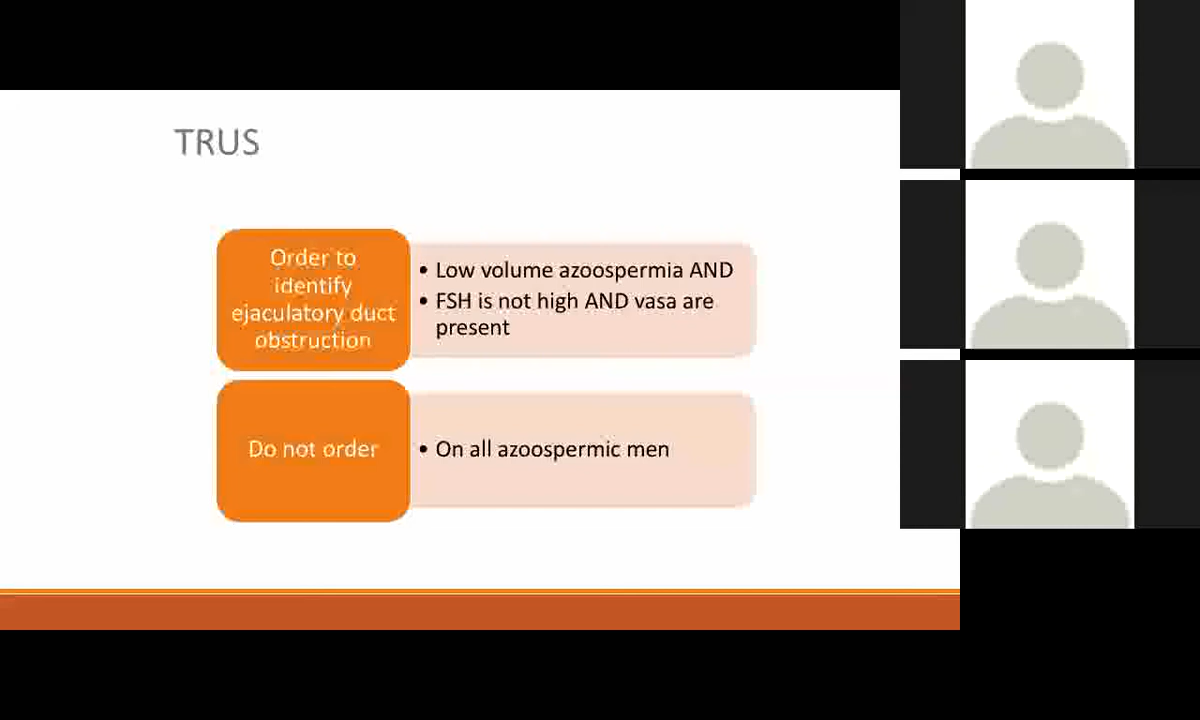 TRUS
Order to
identify
ejaculatory duct
obstruction
• Low volume azoospermia AND
• FSH is not high AND vasa are
present
Do not order
• On all azoospermic men